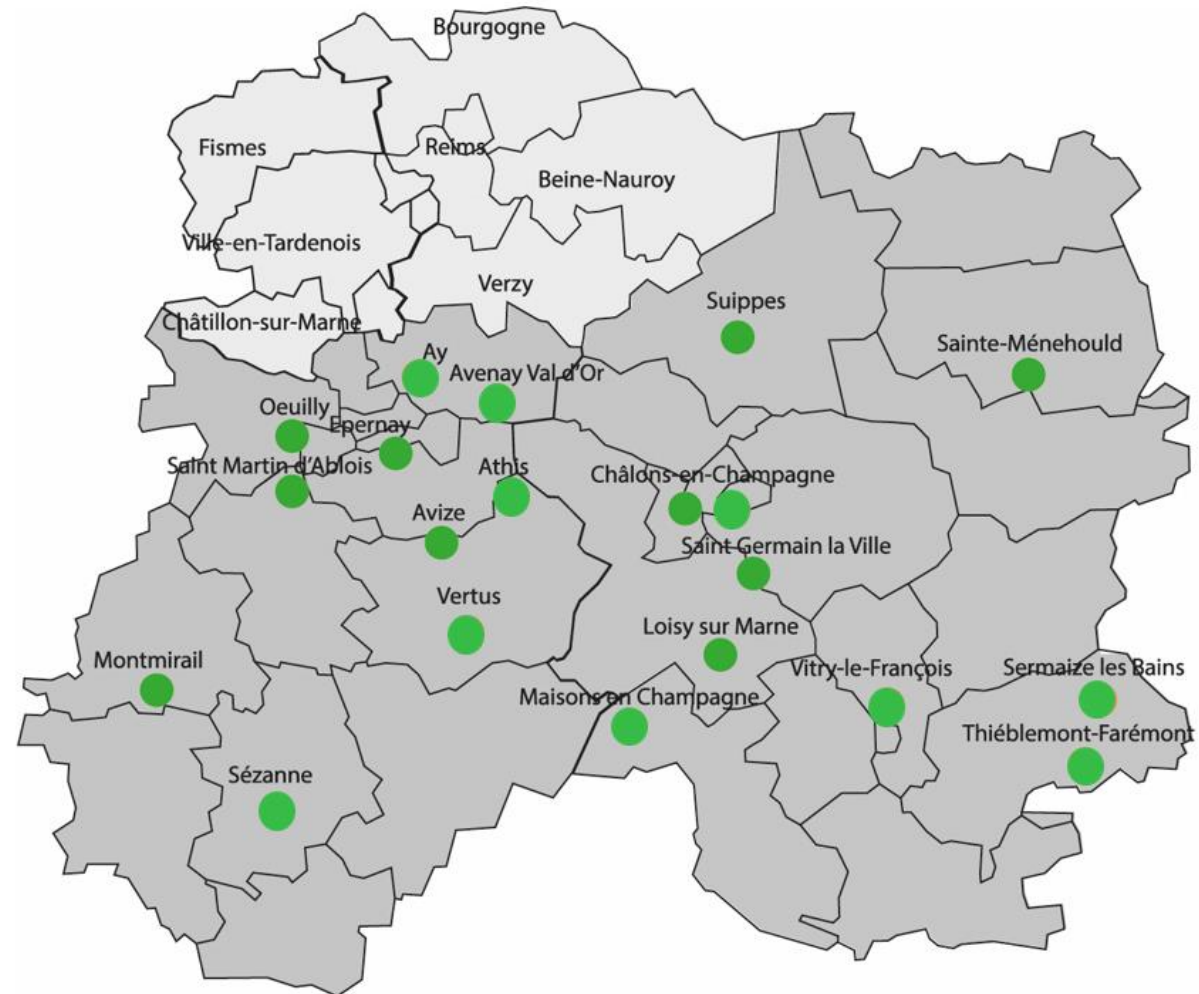 Bourgogne
Fismes
Reims
Beine-Nauroy
Ville-en-Tardenois
Verzy
Suippes
Châtillon-sur-Marne
Sainte-Ménehould
Ay
Avenay Val d'Or
Oeuilly
Epernay
Saint Martin d'Ablois
Athis
Châlons-en-Champagne
Avize
Saint Germain la Ville
Vertus
Loisy sur Marne
Montmirail
Vitry-le-François
Sermaize les Bains
Maisons en Champagne
Thiéblemont-Farémont
Sézanne